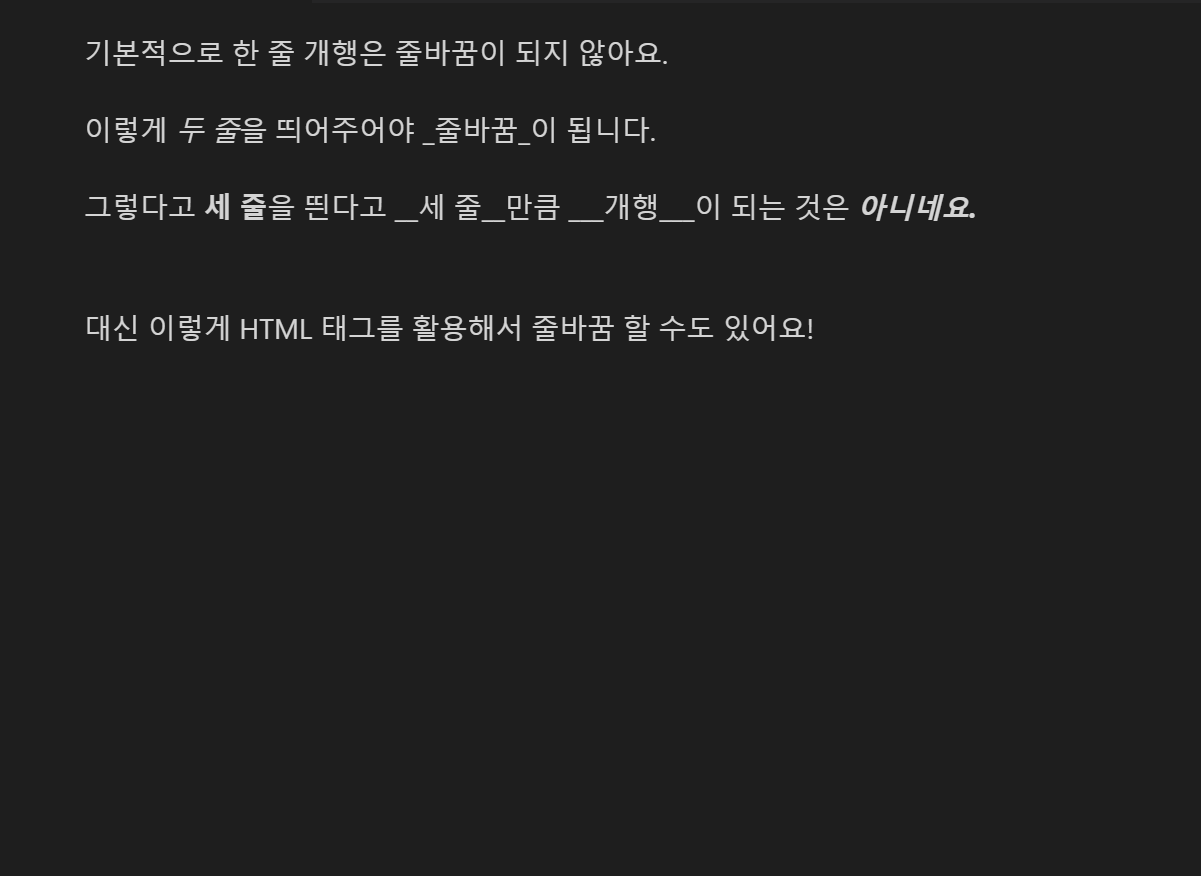 기본적으로 한 줄 개행은 줄바꿈이 되지 않아요.
이렇게 두 줄을 띄어주어야 _줄바꿈_이 됩니다.
그렇다고 세 줄을 띈다고 __세 줄__만큼 ___개행___이 되는 것은 아니네요.
대신 이렇게 HTML 태그를 활용해서 줄바꿈 할 수도 있어요!